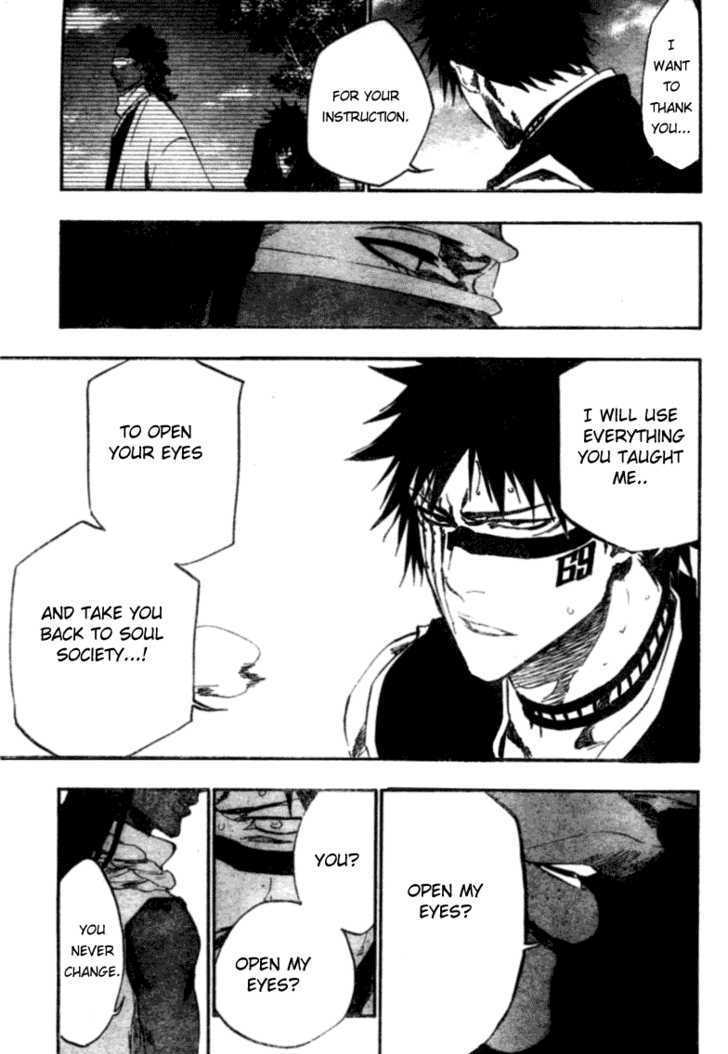 I
WANT
TO
THANK
YOU...
FOR YOUR
INSTRUCTION.
I WILL USE
EVERYTHING
YOU TAUGHT
ME..
69
TO OPEN
YOUR EYES
AND TAKE YOU
BACK TO SOUL
SOCIETY...!
OPEN MY
EYES?
YOU?
OPEN MY
EYES?
YOU
NEVER
CHANGE.